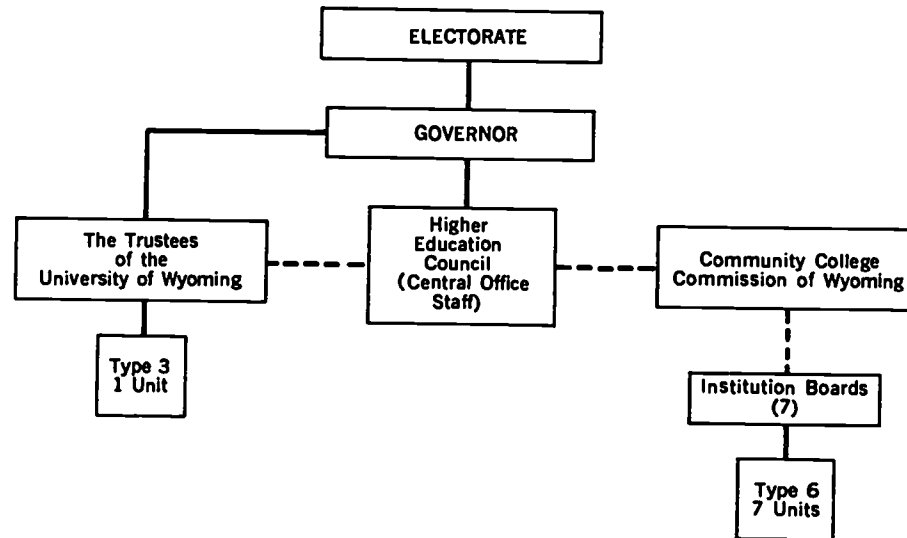 ELECTORATE
GOVERNOR
The Trustees
of the
University of Wyoming
Higher
Education
Council
(Central Office
Staff)
Community College
Commission of Wyoming
Type 3
1 Unit
Institution Boards
(7)
Type 6
7 Units